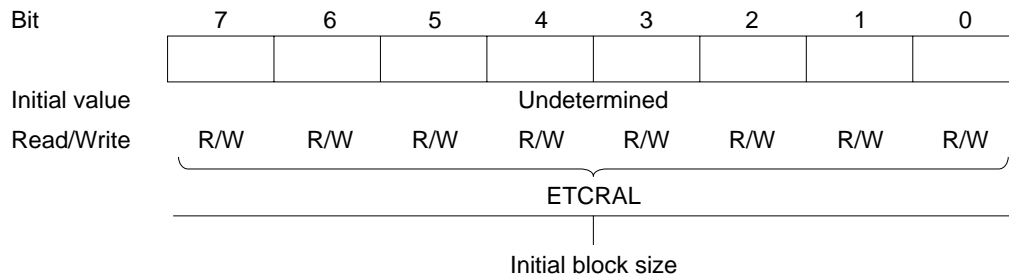 Bit 7 6 5 4 3 2 1 0
Initial value Undetermined
Read/Write R/W R/W R/W R/W R/W R/W R/W R/W
ETCRAL
Initial block size